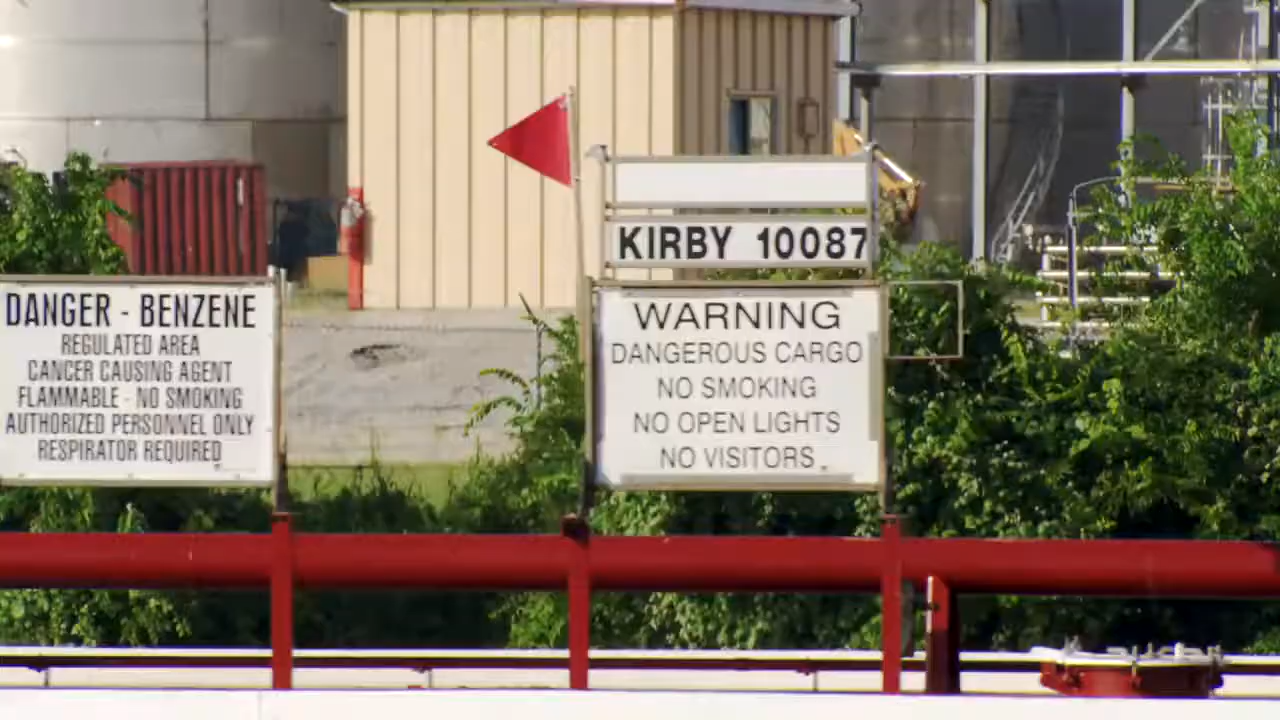 DANGER - BENZENE
REGULATED AREA
CANCER CAUSING AGENT
FLAMMABLE - NO SMOKING
AUTHORIZED PERSONNEL ONLY
RESPIRATOR REQUIRED
KIRBY 10087
WARNING
DANGEROUS CARGO
NO SMOKING
NO OPEN LIGHTS
NO VISITORS